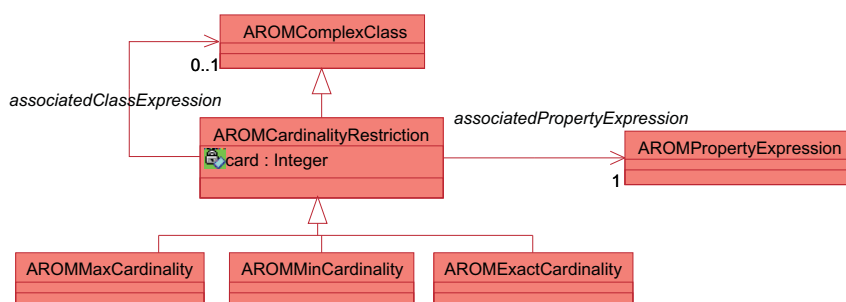 AROMComplexClass
0..1
associatedClassExpression
AROMCardinalityRestriction
card : Integer
associatedPropertyExpression
AROMPropertyExpression
1
AROMMaxCardinality
AROMMinCardinality
AROMExactCardinality